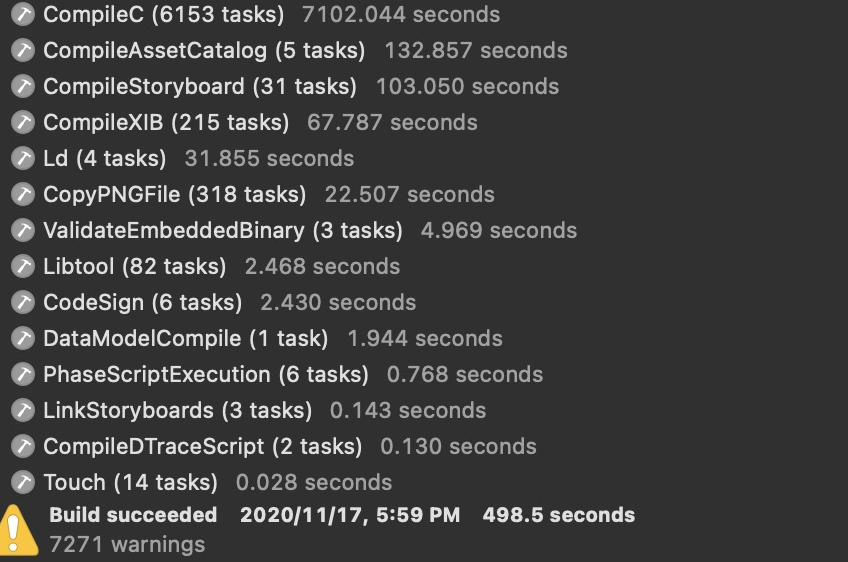 CompileC (6153 tasks) 7102.044 seconds
CompileAssetCatalog (5 tasks) 132.857 seconds
CompileStoryboard (31 tasks) 103.050 seconds
CompileXIB (215 tasks) 67.787 seconds
Ld (4 tasks) 31.855 seconds
CopyPNGFile (318 tasks) 22.507 seconds
ValidateEmbeddedBinary (3 tasks) 4.969 seconds
Libtool (82 tasks) 2.468 seconds
CodeSign (6 tasks) 2.430 seconds
DataModelCompile (1 task) 1.944 seconds
PhaseScriptExecution (6 tasks) 0.768 seconds
LinkStoryboards (3 tasks) 0.143 seconds
CompileDTraceScript (2 tasks) 0.130 seconds
Touch (14 tasks) 0.028 seconds
Build succeeded 2020/11/17, 5:59 PM 498.5 seconds
7271 warnings